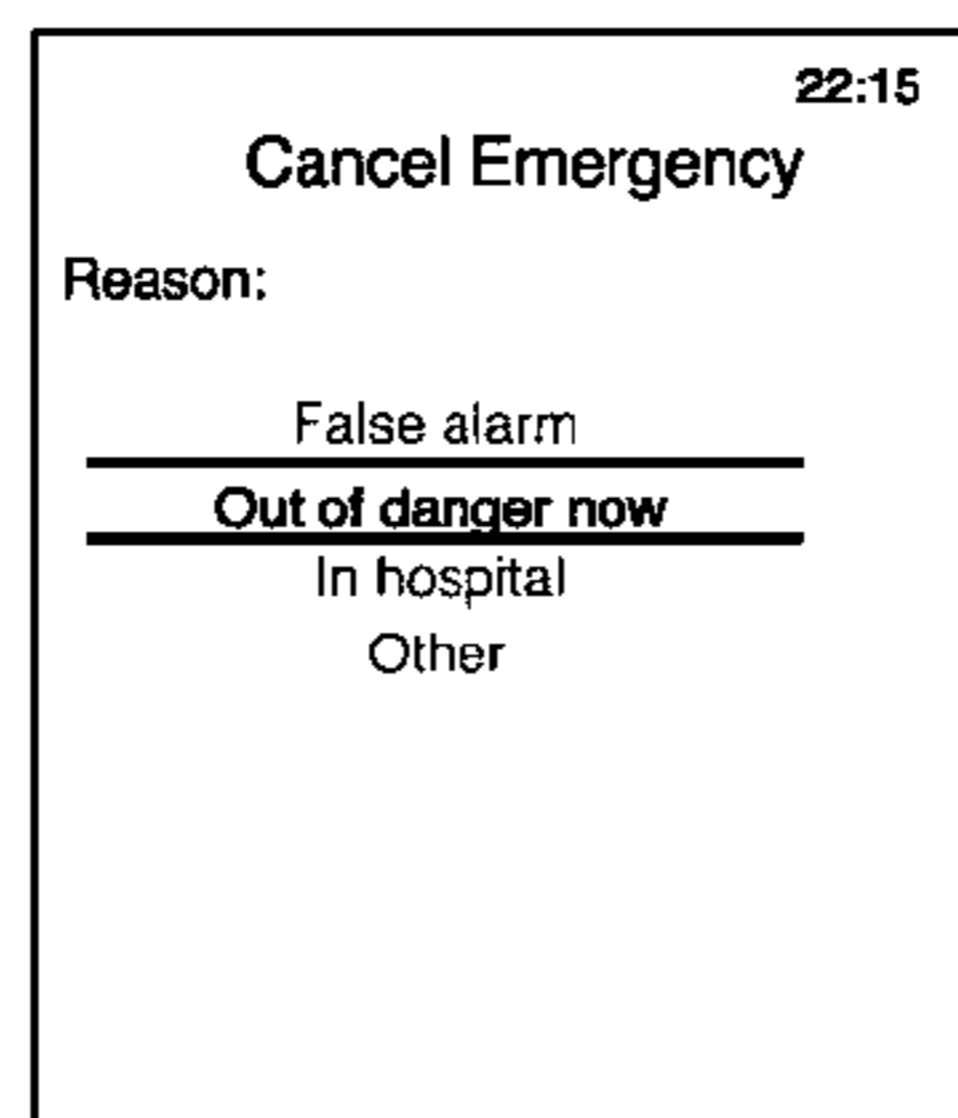 22:15
Cancel Emergency
Reason:
False alarm
Out of danger now
In hospital
Other